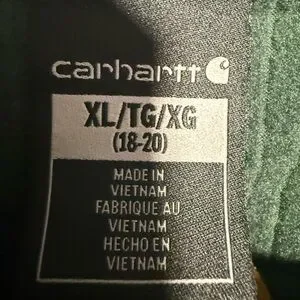 carhartt
XL/TG/XG
(18-20)
MADE IN
VIETNAM
FABRIQUE AU
VIETNAM
HECHO EN
VIETNAM